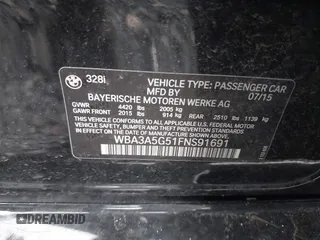 328i
VEHICLE TYPE: PASSENGER CAR
MFD BY 07/15
BAYERISCHE MOTOREN WERKE AG
GVWR 4420 lbs 2005 kg
GAWR FRONT 2015 lbs 914 kg REAR 2510 lbs 1139 kg
THIS VEHICLE CONFORMS TO ALL APPLICABLE
FEDERAL MOTOR VEHICLE SAFETY, BUMPER
AND THEFT PREVENTION STANDARDS IN EFFECT
ON THE DATE OF MANUFACTURE SHOWN ABOVE.
WBA3A5G51FNS91691
DREAMBID